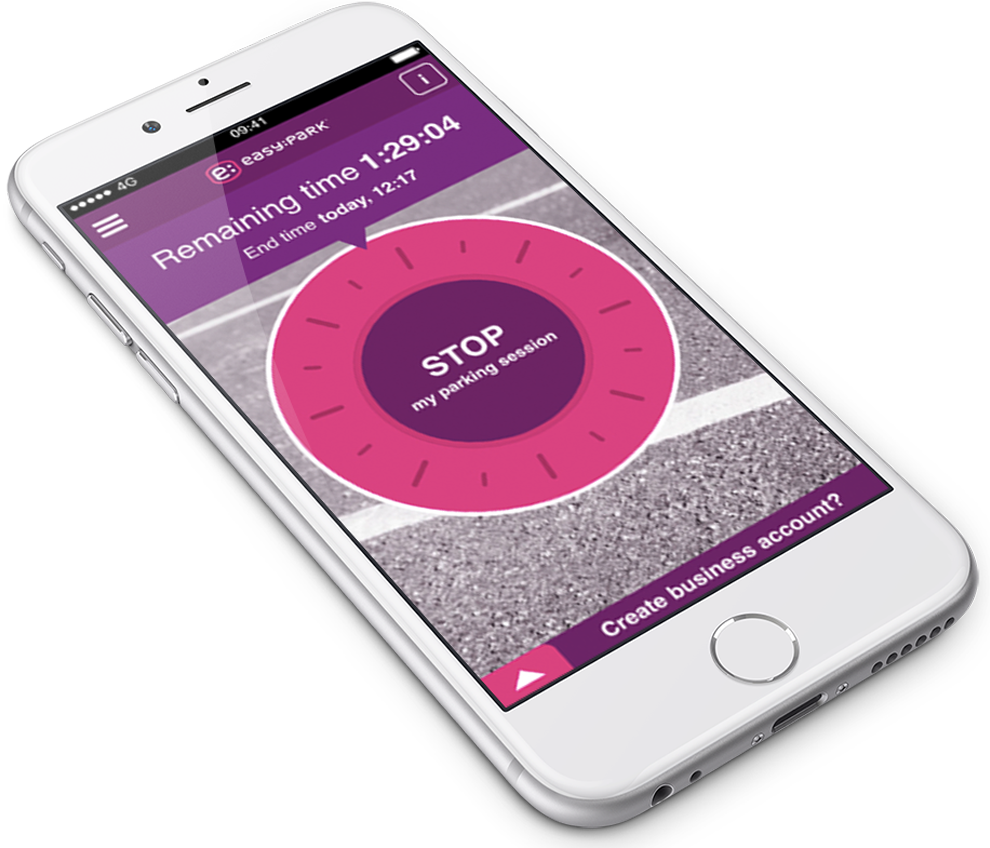 4G 09:41
e: easy:park
i
Remaining time 1:29:04
End time today, 12:17
STOP
my parking session
Create business account?